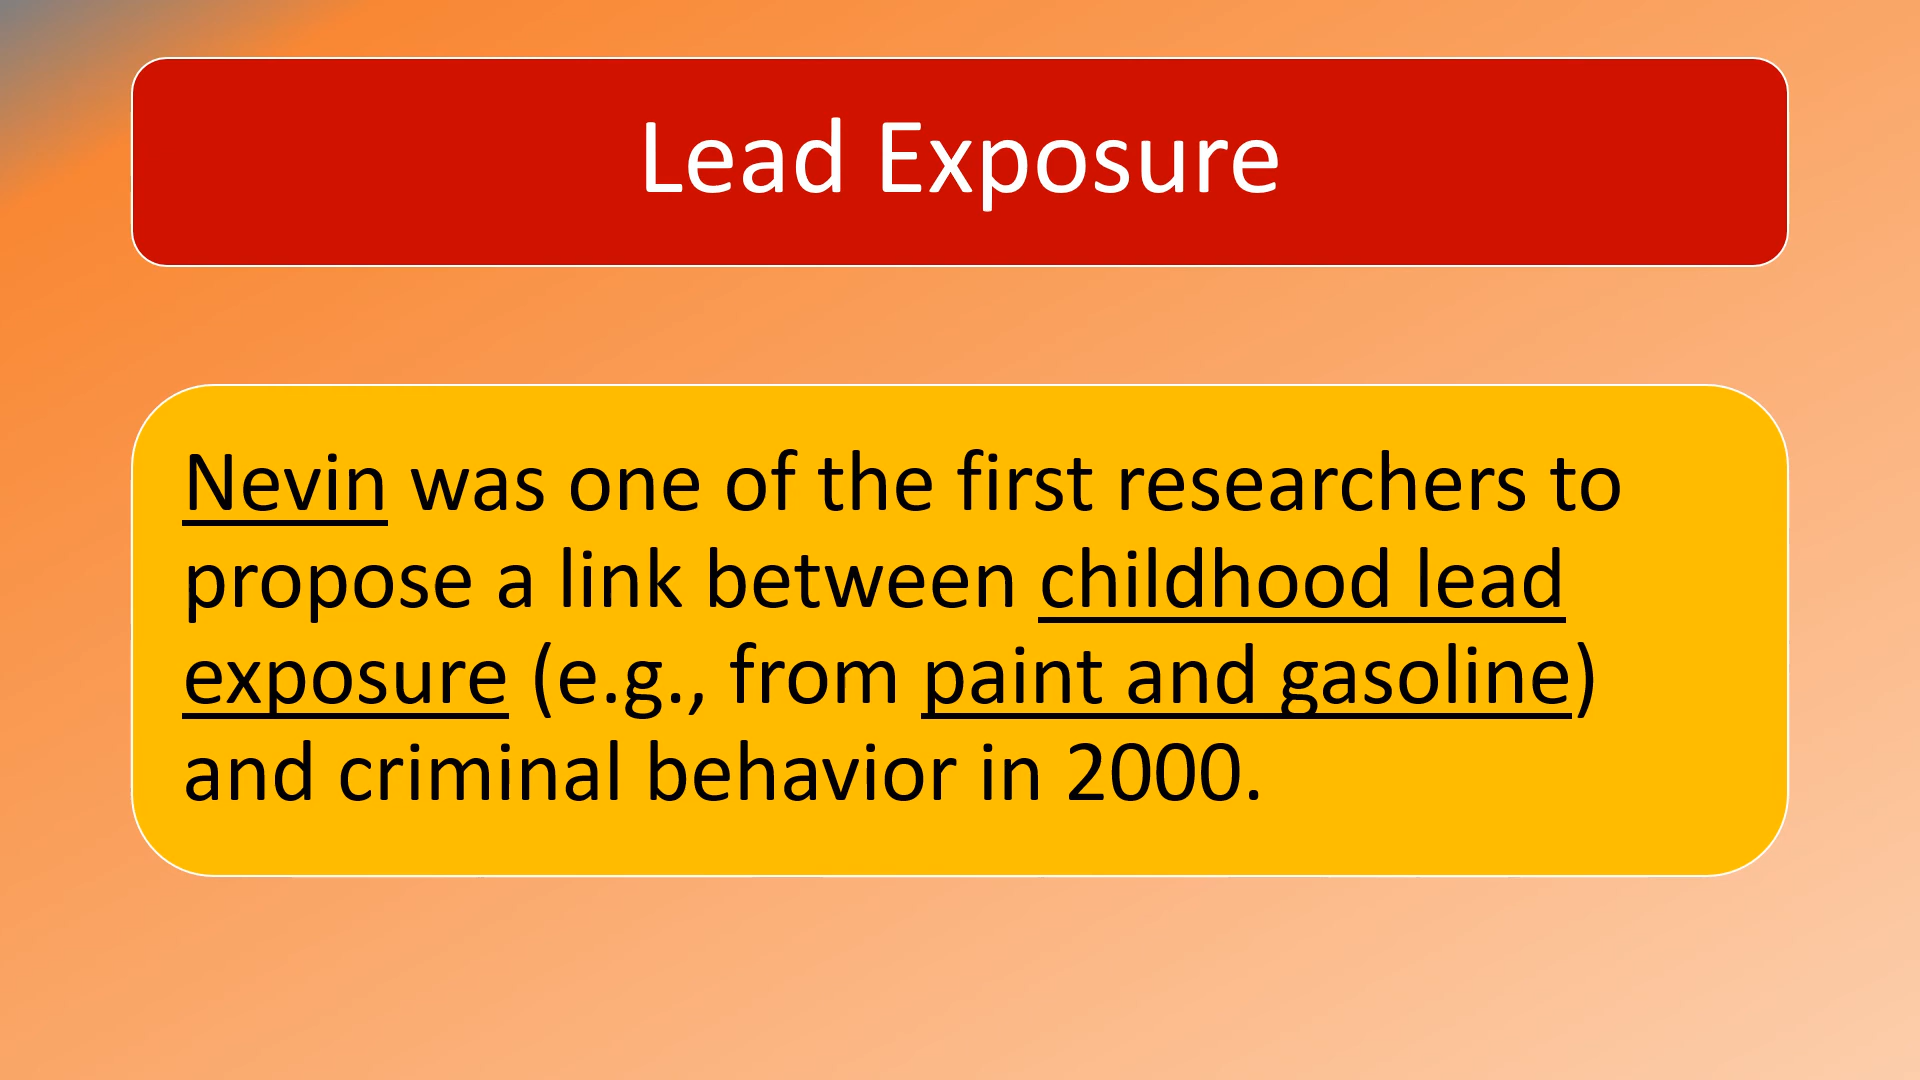 Lead Exposure
Nevin was one of the first researchers to
propose a link between childhood lead
exposure (e.g., from paint and gasoline)
and criminal behavior in 2000.